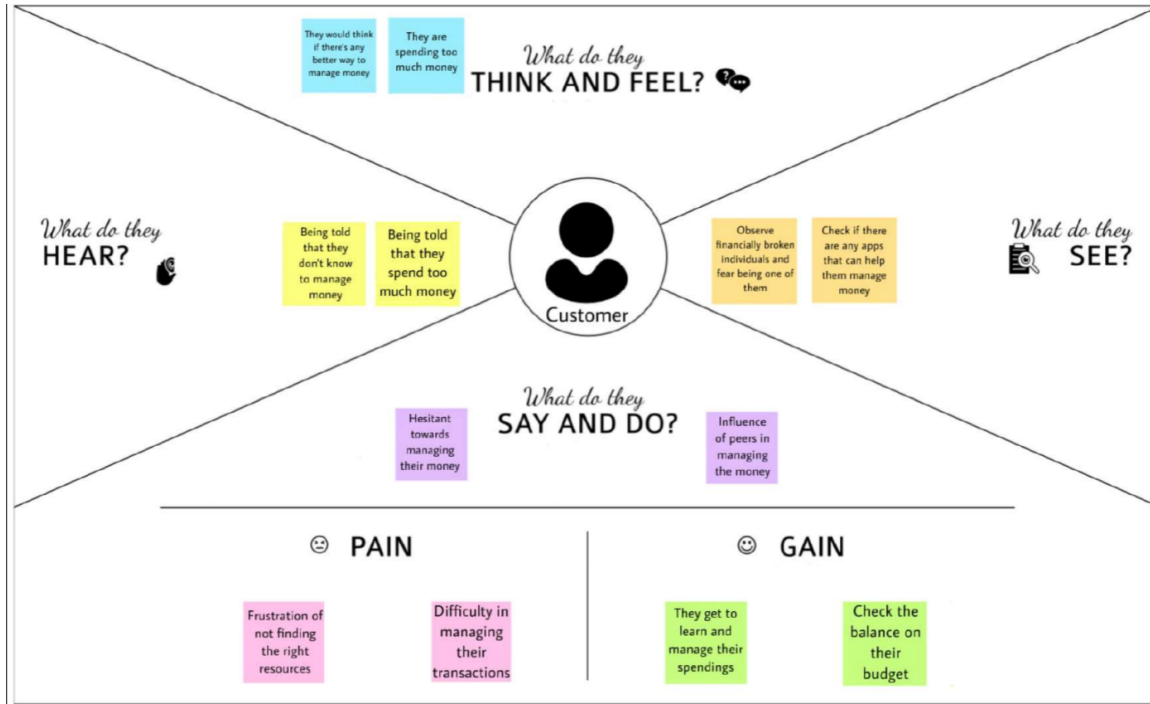 They would think
if there's any
better way to
manage money
They are
spending too
much money
What do they
THINK AND FEEL?
What do they
HEAR?
Being told
that they
don't know
to manage
money
Being told
that they
spend too
much money
Customer
Observe
financially broken
individuals and
fear being one of
them
Check if there
are any apps
that can help
them manage
money
What do they
SEE?
What do they
SAY AND DO?
Hesitant
towards
managing
their money
Influence
of peers in
managing
the money
PAIN
Frustration of
not finding
the right
resources
Difficulty in
managing
their
transactions
GAIN
They get to
learn and
manage their
spendings
Check the
balance on
their
budget